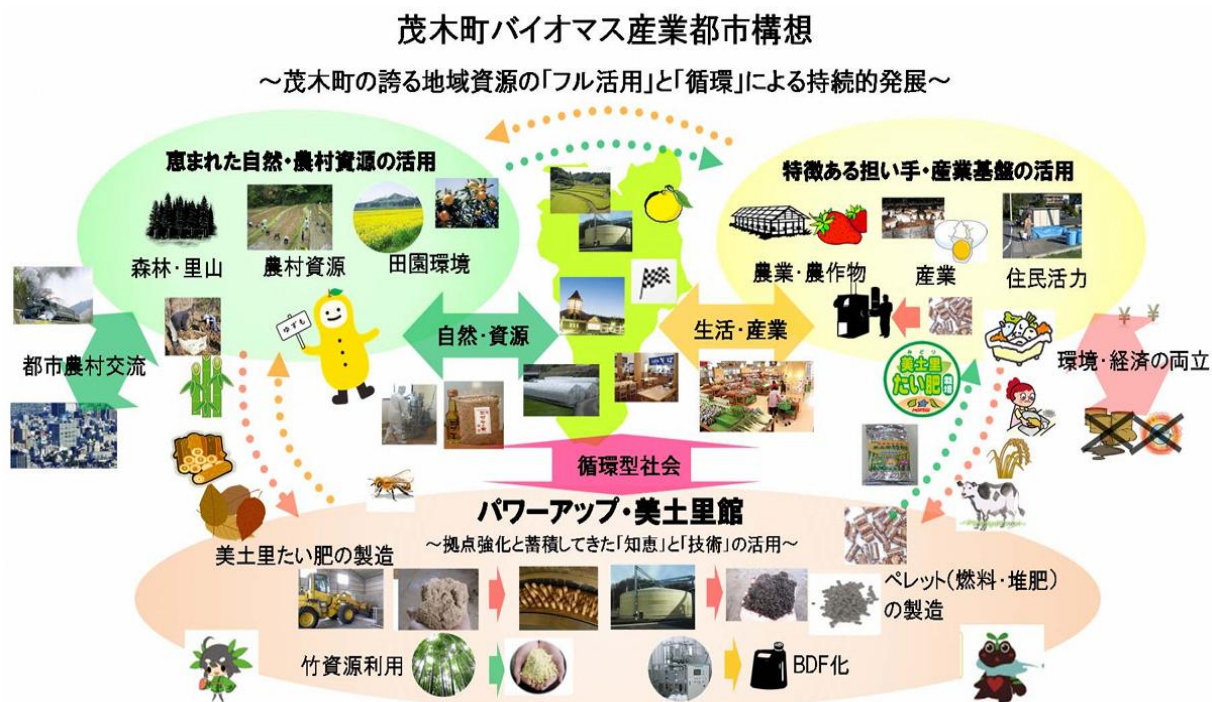 茂木町バイオマス産業都市構想
～茂木町の誇る地域資源の「フル活用」と「循環」による持続的発展～
恵まれた自然・農村資源の活用
特徴ある担い手・産業基盤の活用
森林・里山
農村資源
田園環境
農業・農作物
産業
住民活力
ゆずも
自然・資源
生活・産業
都市農村交流
環境・経済の両立
みどり
美土里
たい肥
MOTEGI
¥ ¥
循環型社会
パワーアップ・美土里館
～拠点強化と蓄積してきた「知恵」と「技術」の活用～
美土里たい肥の製造
ペレット(燃料・堆肥)
の製造
竹資源利用
BDF化